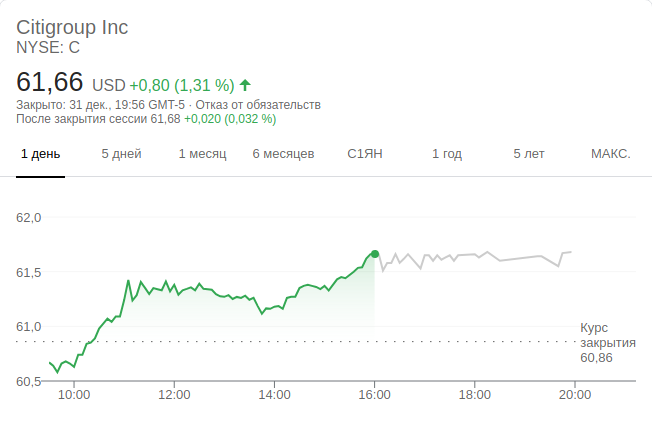 Citigroup Inc
NYSE: C
61,66 USD +0,80 (1,31 %)
Закрыто: 31 дек., 19:56 GMT-5 · Отказ от обязательств
После закрытия сессии 61,68 +0,020 (0,032 %)
1 день 5 дней 1 месяц 6 месяцев С1ЯН 1 год 5 лет МАКС.
62,0
61,5
61,0
Курс
закрытия
60,86
60,5
10:00 12:00 14:00 16:00 18:00 20:00